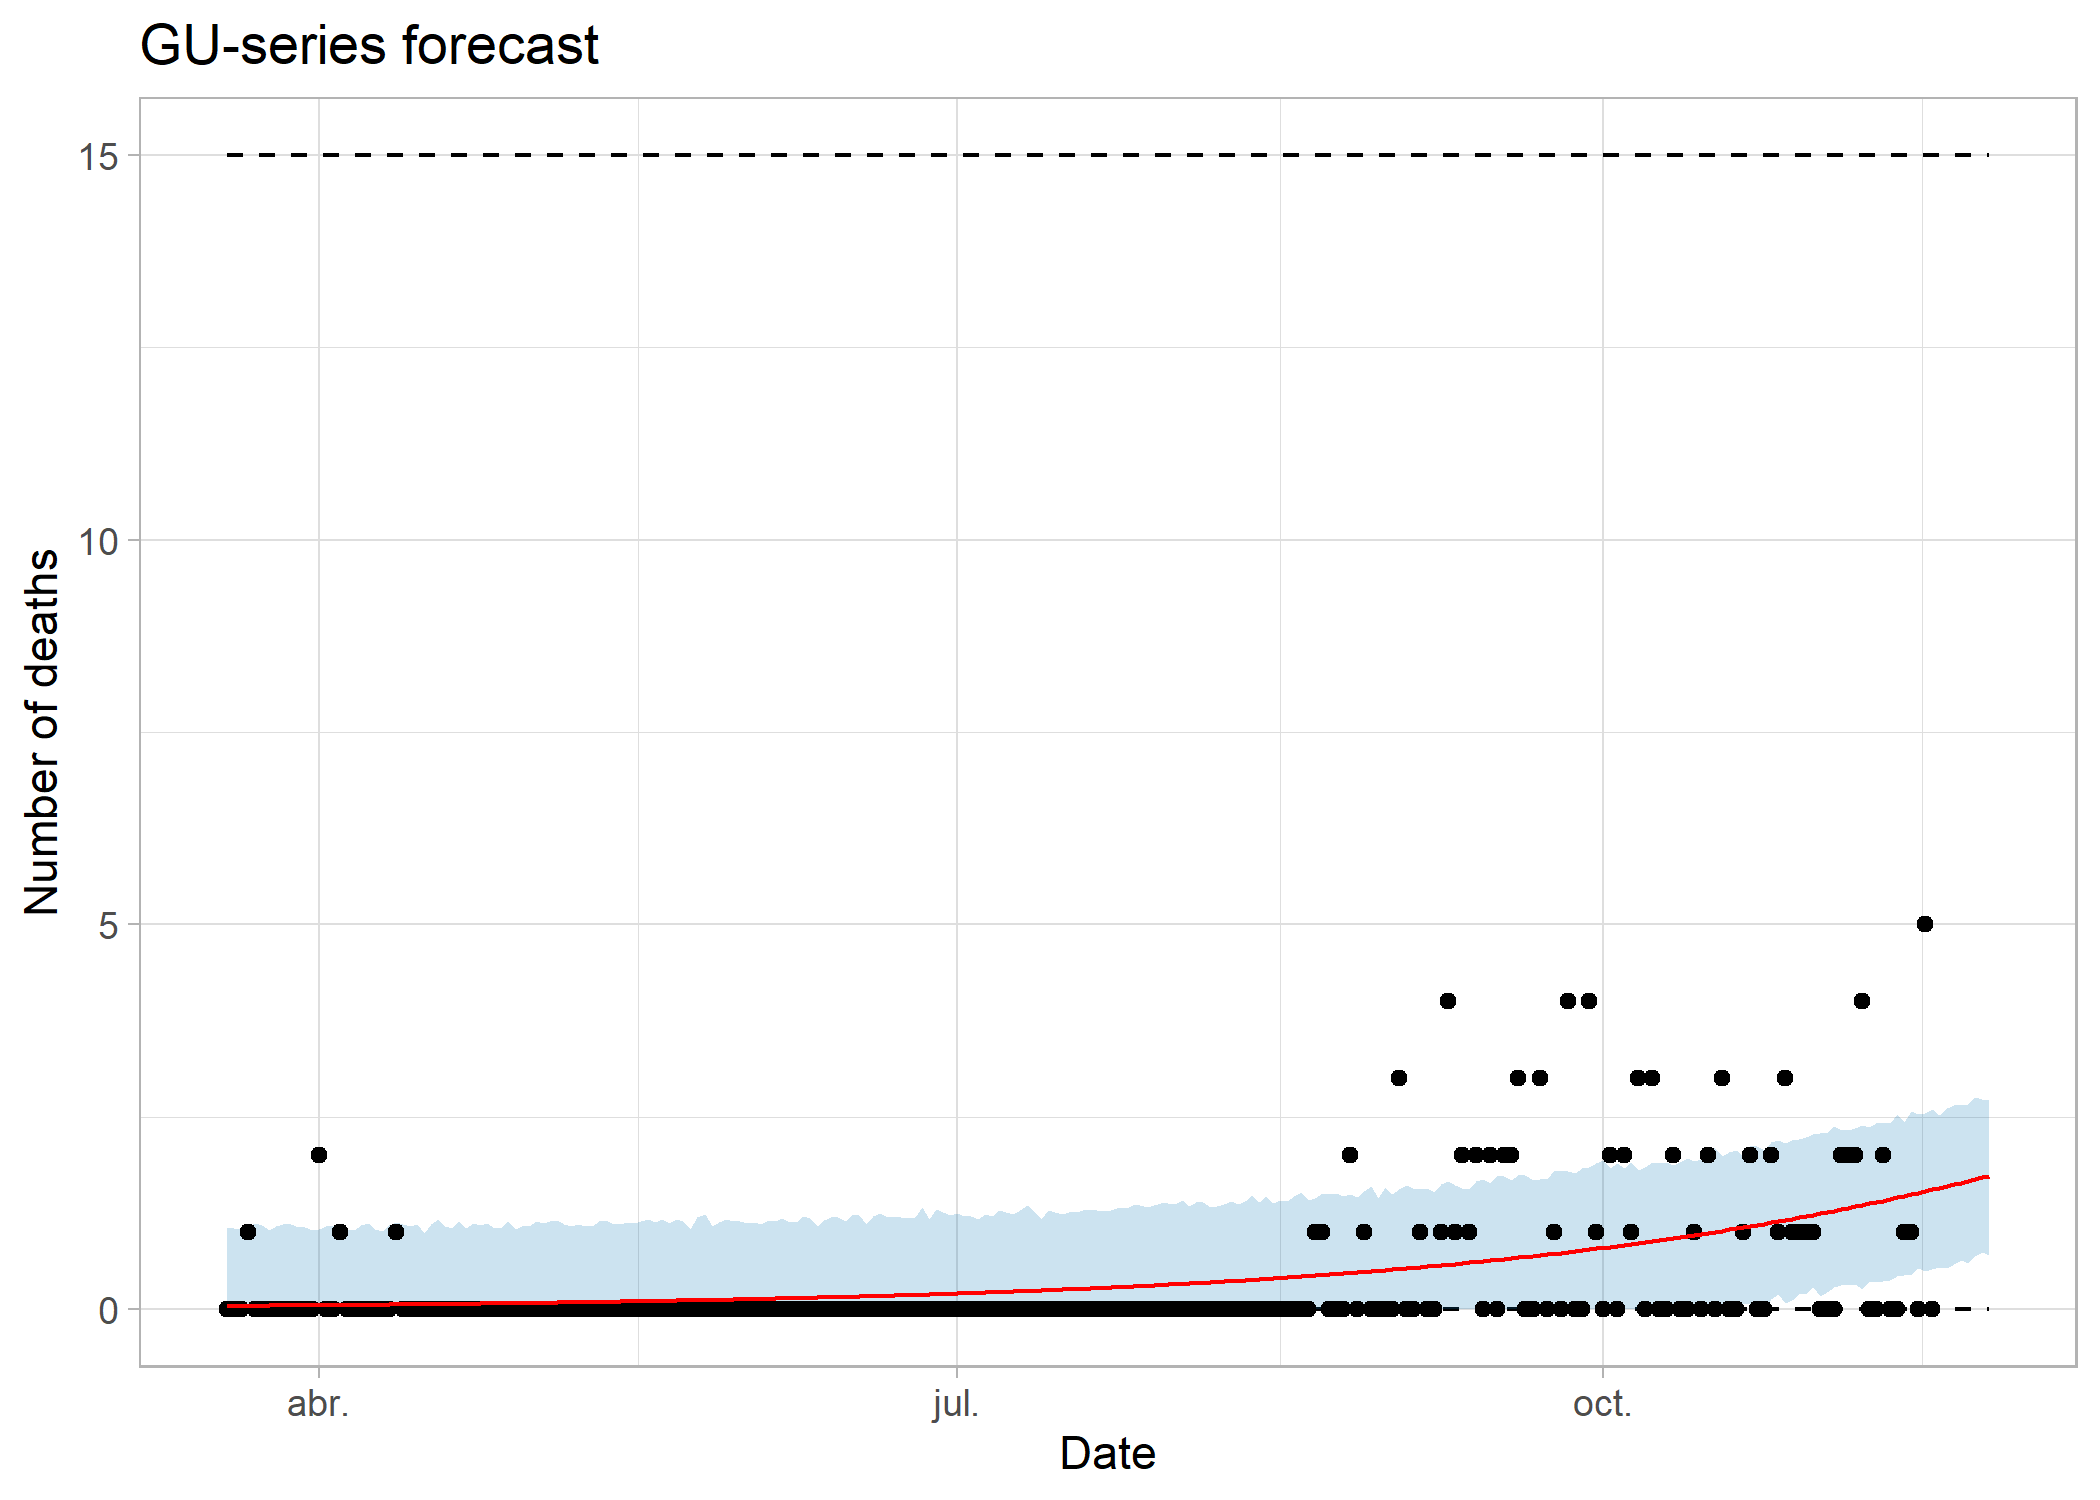 GU-series forecast
15
10
5
0
Number of deaths
abr.
jul.
oct.
Date